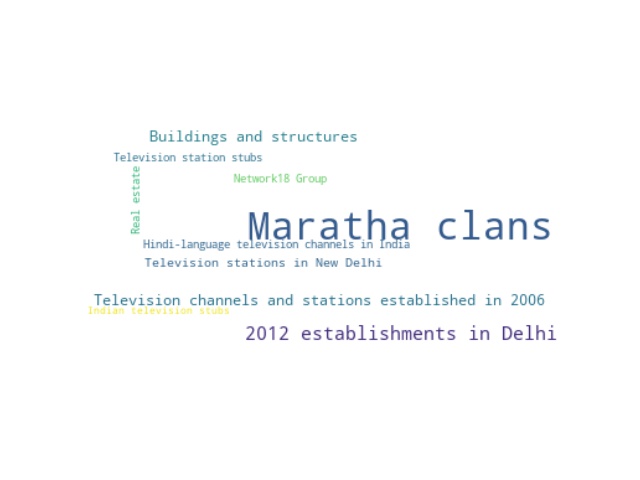 Buildings and structures
Television station stubs
Real estate
Network18 Group
Maratha clans
Hindi-language television channels in India
Television stations in New Delhi
Television channels and stations established in 2006
Indian television stubs
2012 establishments in Delhi